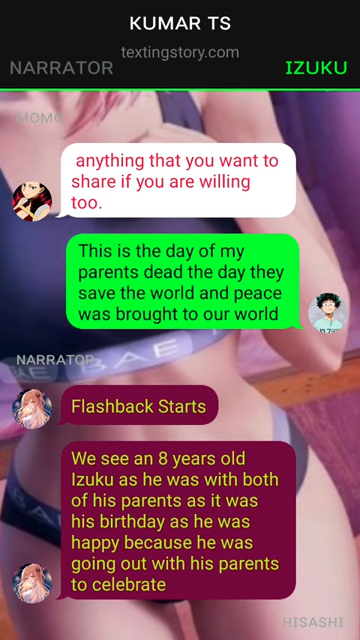 KUMAR TS
textingstory.com
NARRATOR
IZUKU
MOMO
anything that you want to
share if you are willing
too.
This is the day of my
parents dead the day they
save the world and peace
was brought to our world
NARRATOR
BAE
Flashback Starts
We see an 8 years old
Izuku as he was with both
of his parents as it was
his birthday as he was
happy because he was
going out with his parents
to celebrate
HISASHI